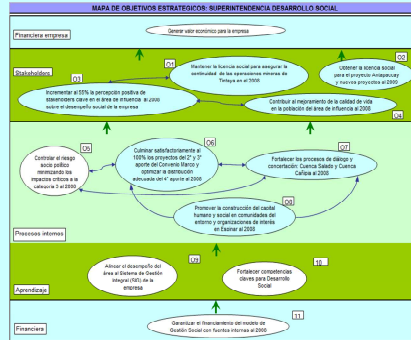 MAPA DE OBJETIVOS ESTRATEGICOS: SUPERINTENDENCIA DESARROLLO SOCIAL
Financiera empresa
Generar valor económico para la empresa
Stakeholders
O1
Mantener la licencia social para asegurar la
continuidad de las operaciones mineras de
Tintaya en al 2008
O2
Obtener la licencia social
para el proyecto Antapaccay
y nuevos proyectos al 2009
O3
Incrementar al 55% la percepción positiva de
stakeholders clave en el área de influencia al 2008
sobre el desempeño social de la empresa
Contribuir al mejoramiento de la calidad de vida
en la población del área de influencia al 2008
O4
O5
Controlar el riesgo
socio político
minimizando los
impactos críticos a la
categoría 3 al 2008
O6
Culminar satisfactoriamente al
100% los proyectos del 2° y 3°
aporte del Convenio Marco y
optimizar la distribución
adecuada del 4° aporte al 2008
O7
Fortalecer los procesos de diálogo y
concertación: Cuenca Salado y Cuenca
Cañipia al 2008
O8
Promover la construcción del capital
humano y social en comunidades del
entorno y organizaciones de interés
en Espinar al 2008
Procesos internos
O9
Alinear el desempeño del
área al Sistema de Gestión
Integral (SIG) de la
empresa
10
Fortalecer competencias
claves para Desarrollo
Social
Aprendizaje
11
Garantizar el financiamiento del modelo de
Gestión Social con fuentes internas al 2008
Financiera